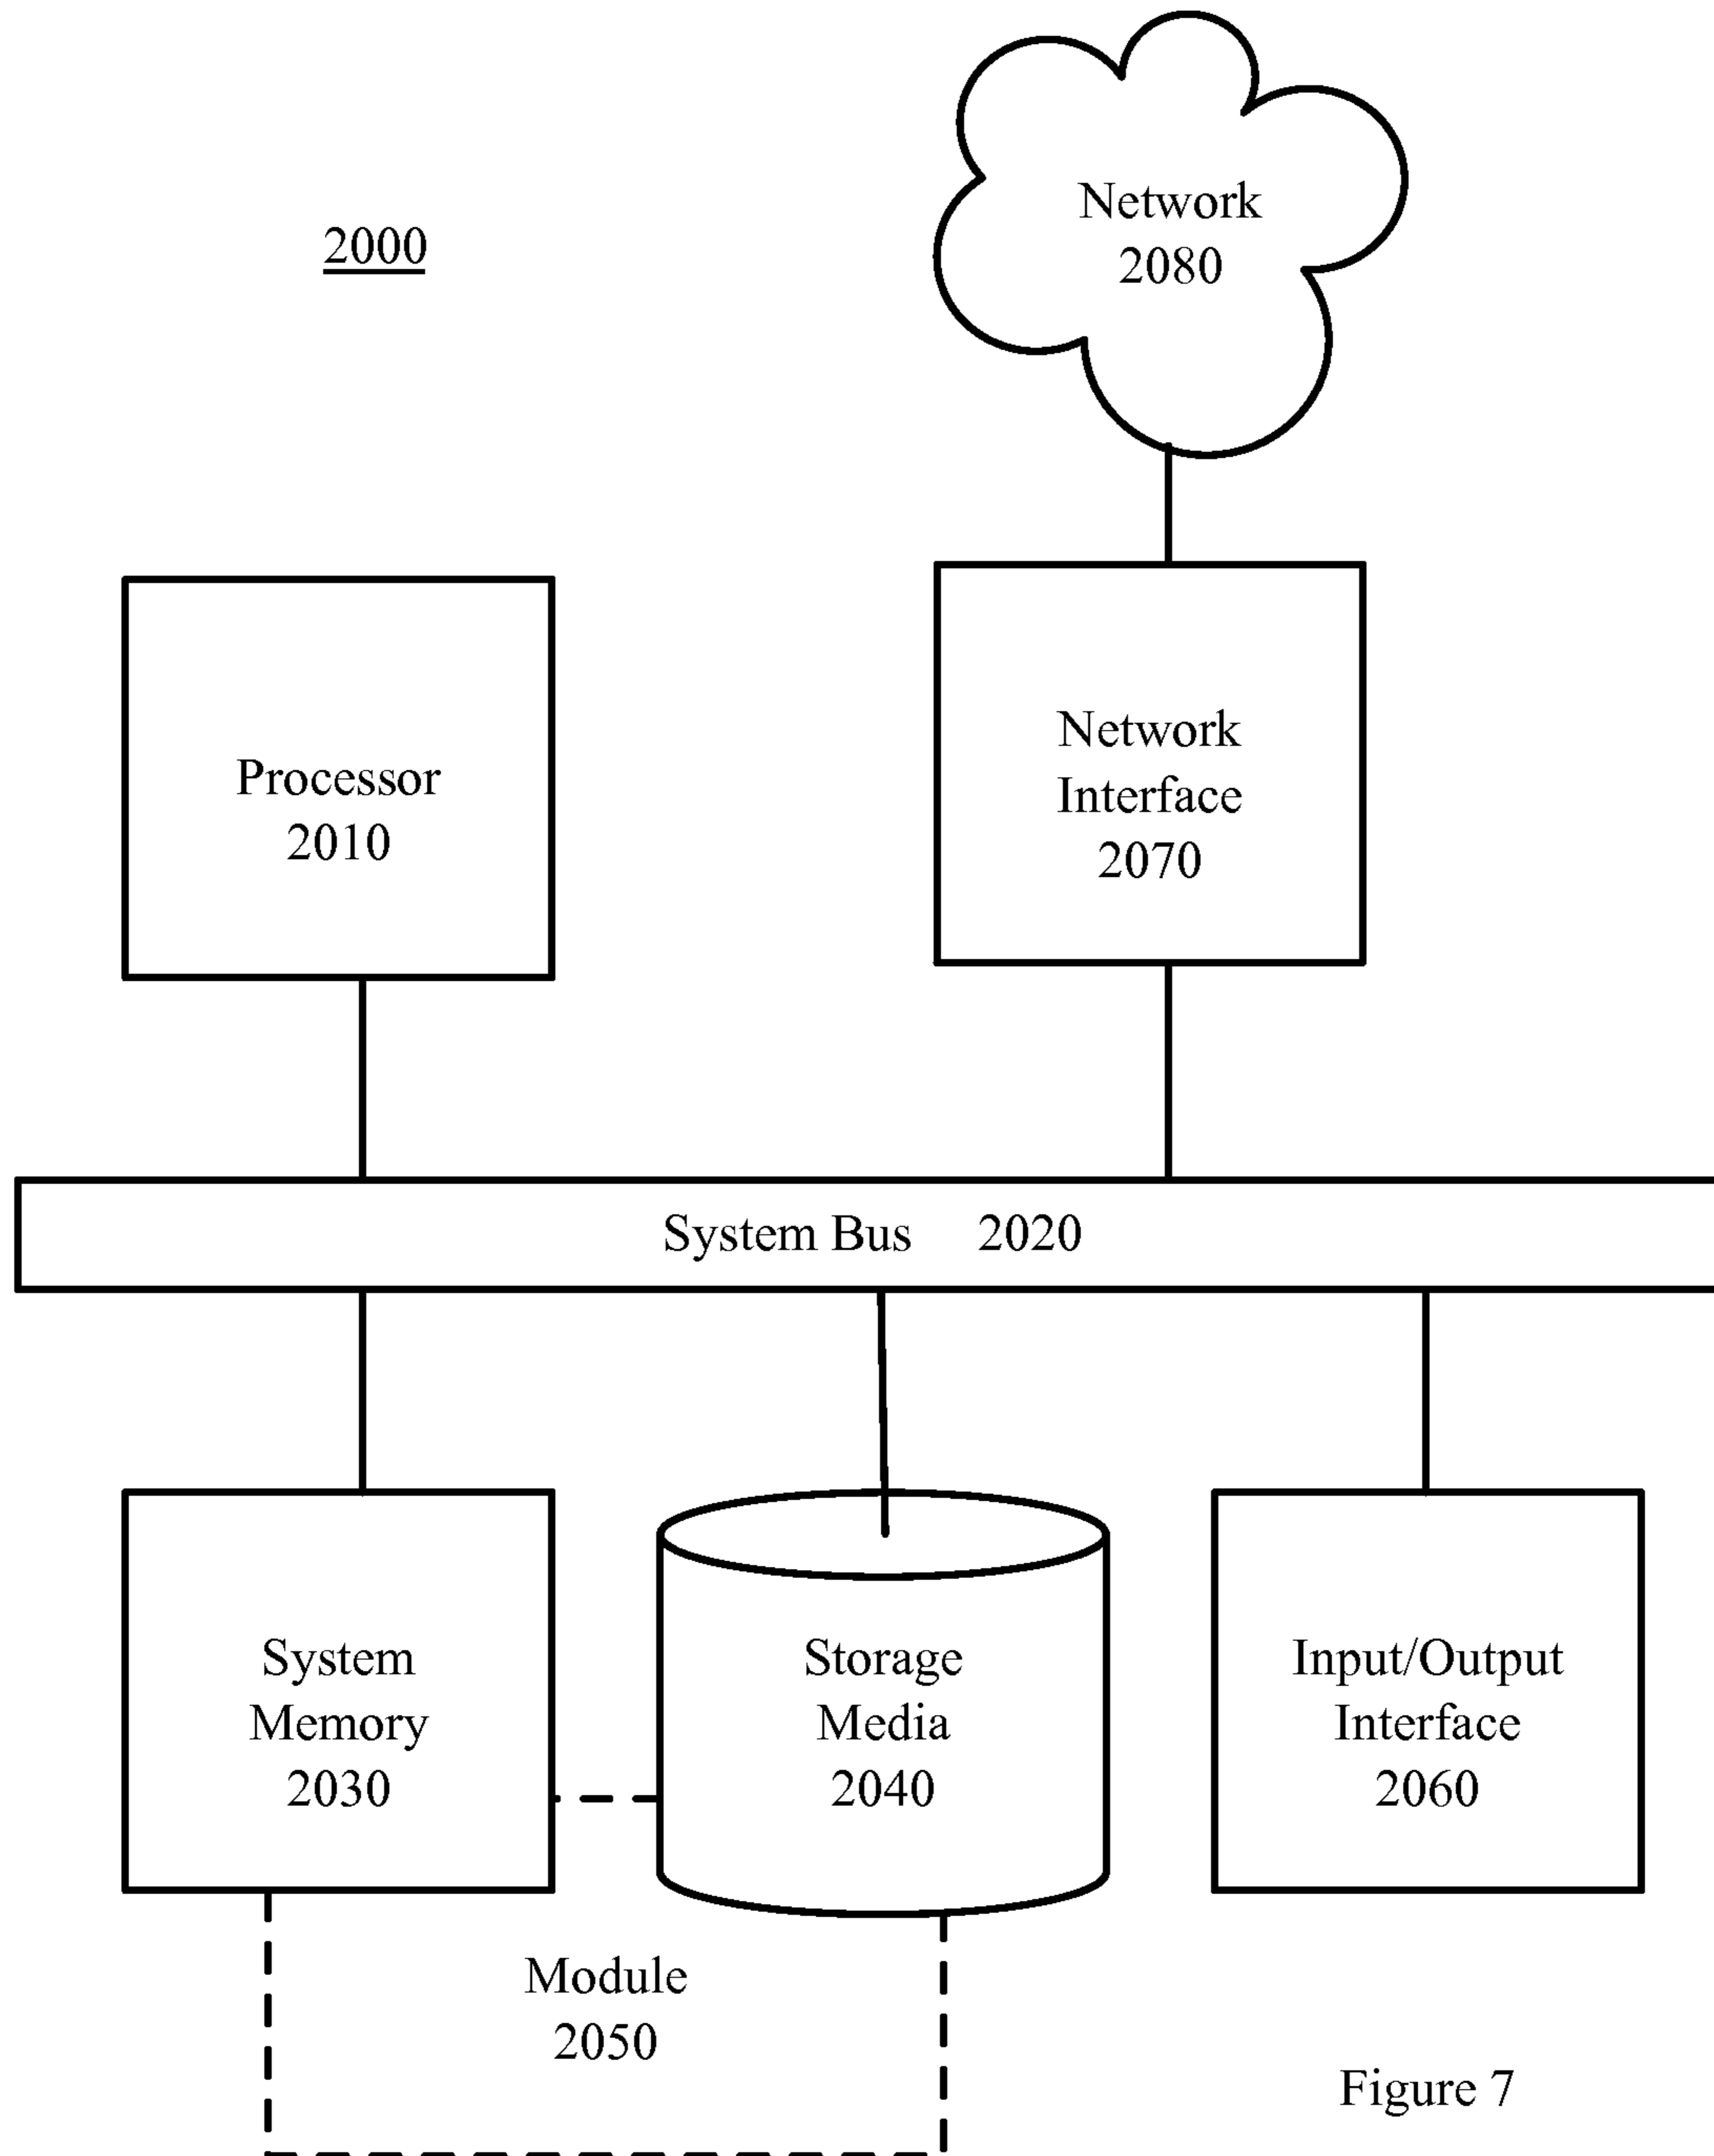 Network
2080
2000
Network
Interface
2070
Processor
2010
System Bus 2020
System
Memory
2030
Storage
Media
2040
Input/Output
Interface
2060
Module
2050
Figure 7